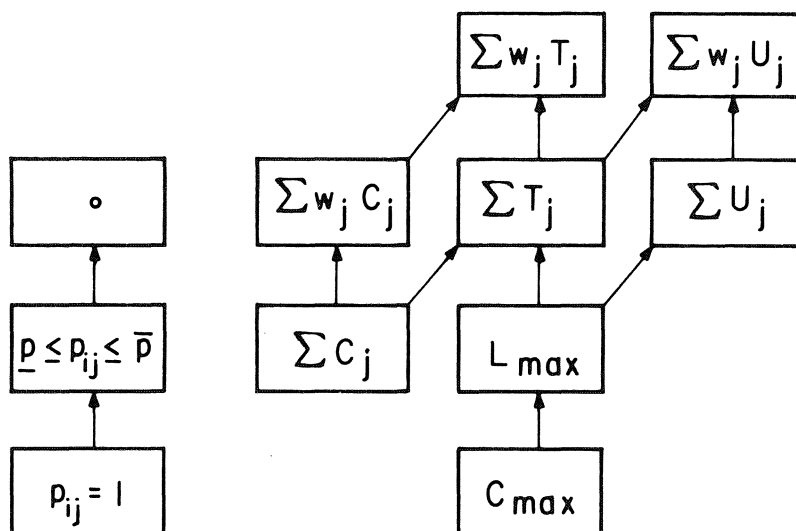 ∑ w_j T_j
∑ w_j U_j
∘
∑ w_j C_j
∑ T_j
∑ U_j
p̲ ≤ p_ij ≤ p̅
∑ C_j
L_max
p_ij = 1
C_max